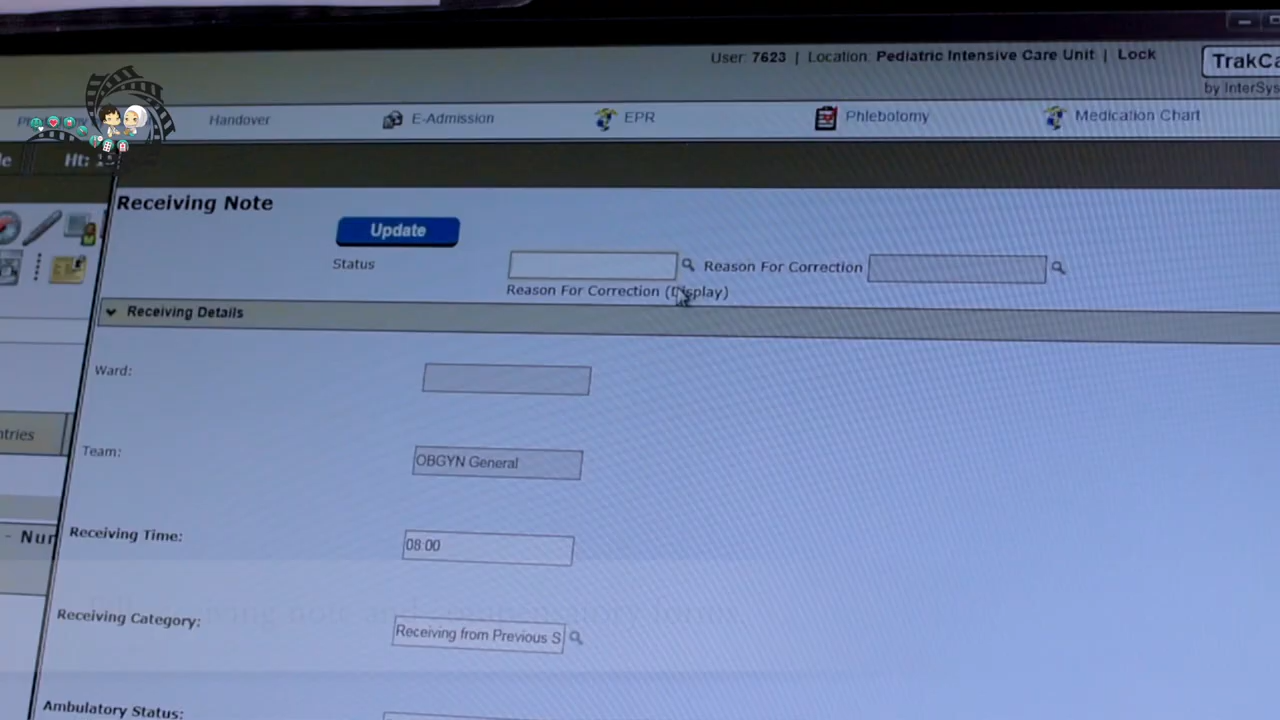 User: 7623 | Location: Pediatric Intensive Care Unit | Lock
TrakCa
by InterSys
Handover
E-Admission
EPR
Phlebotomy
Medication Chart
Ht:
Receiving Note
Update
Status
Reason For Correction
Reason For Correction (Display)
Receiving Details
Ward:
ntries
Team:
OBGYN General
- Nur
Receiving Time:
08:00
Receiving Category:
Receiving from Previous S
Ambulatory Status: